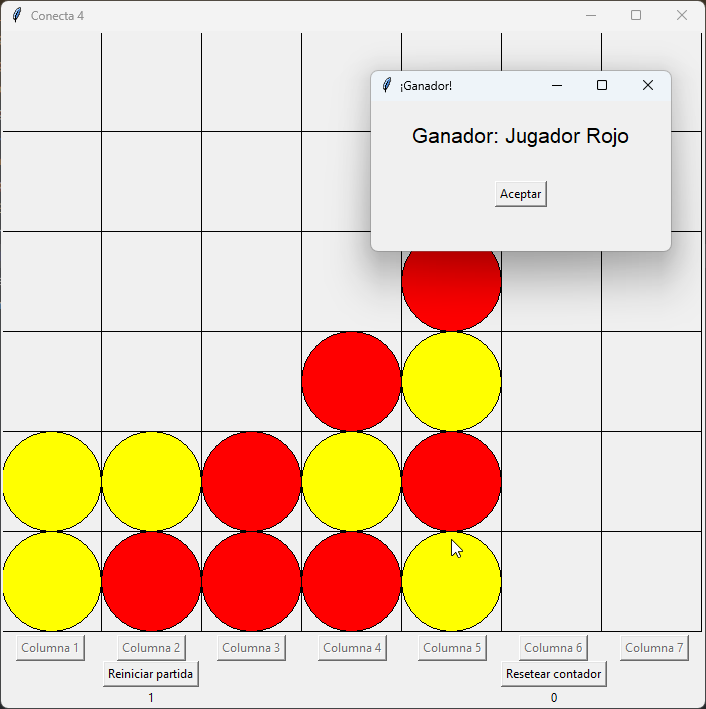 Conecta 4
¡Ganador!
Ganador: Jugador Rojo
Aceptar
Columna 1 Columna 2 Columna 3 Columna 4 Columna 5 Columna 6 Columna 7
Reiniciar partida Resetear contador
1 0